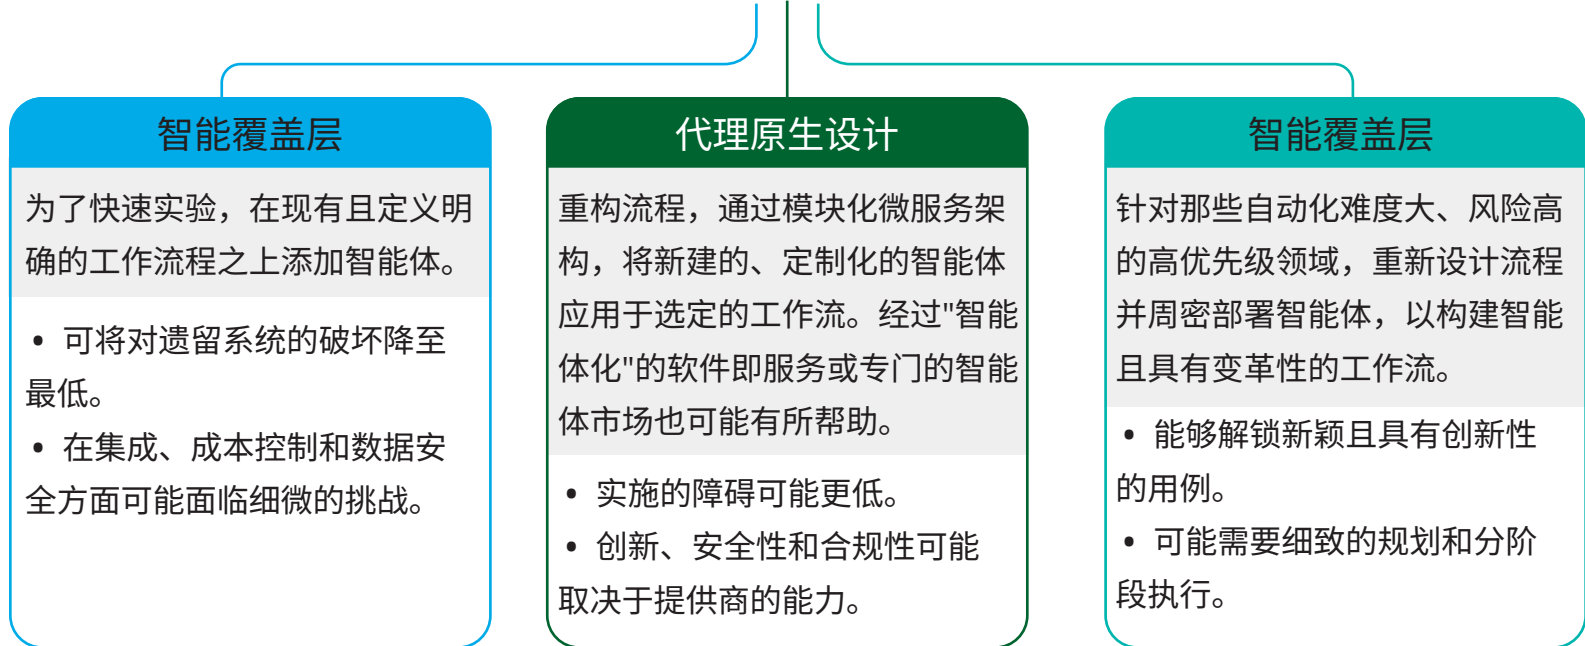 智能覆盖层
为了快速实验，在现有且定义明
确的工作流程之上添加智能体。
• 可将对遗留系统的破坏降至
最低。
• 在集成、成本控制和数据安
全方面可能面临细微的挑战。
代理原生设计
重构流程，通过模块化微服务架
构，将新建的、定制化的智能体
应用于选定的工作流。经过"智能
体化"的软件即服务或专门的智能
体市场也可能有所帮助。
• 实施的障碍可能更低。
• 创新、安全性和合规性可能
取决于提供商的能力。
智能覆盖层
针对那些自动化难度大、风险高
的高优先级领域，重新设计流程
并周密部署智能体，以构建智能
且具有变革性的工作流。
• 能够解锁新颖且具有创新性
的用例。
• 可能需要细致的规划和分阶
段执行。